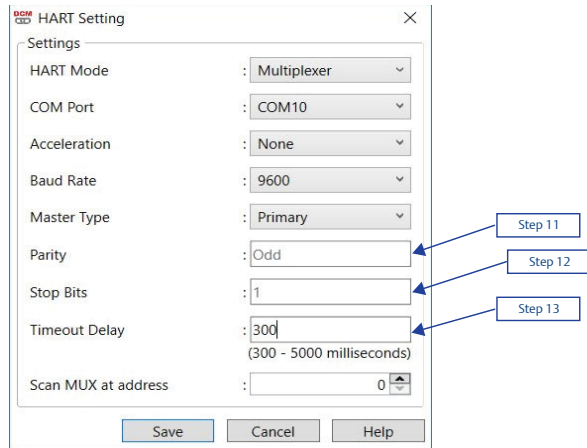 DCM HART Setting
Settings
HART Mode : Multiplexer
COM Port : COM10
Acceleration : None
Baud Rate : 9600
Master Type : Primary
Step 11
Parity : Odd
Step 12
Stop Bits : 1
Step 13
Timeout Delay : 300
(300 - 5000 milliseconds)
Scan MUX at address : 0
Save Cancel Help